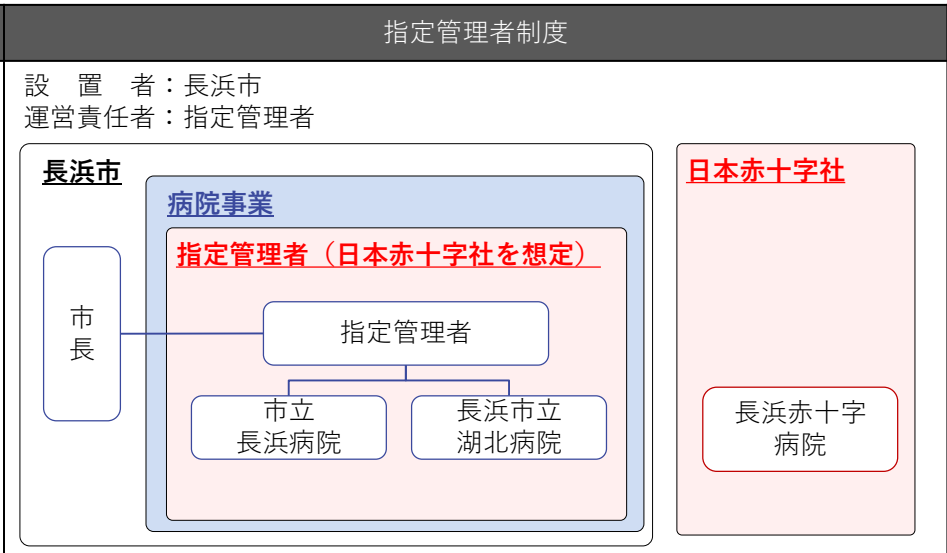 指定管理者制度
設 置 者：長浜市
運営責任者：指定管理者
長浜市
病院事業
指定管理者（日本赤十字社を想定）
市
長
指定管理者
市立
長浜病院
長浜市立
湖北病院
日本赤十字社
長浜赤十字
病院